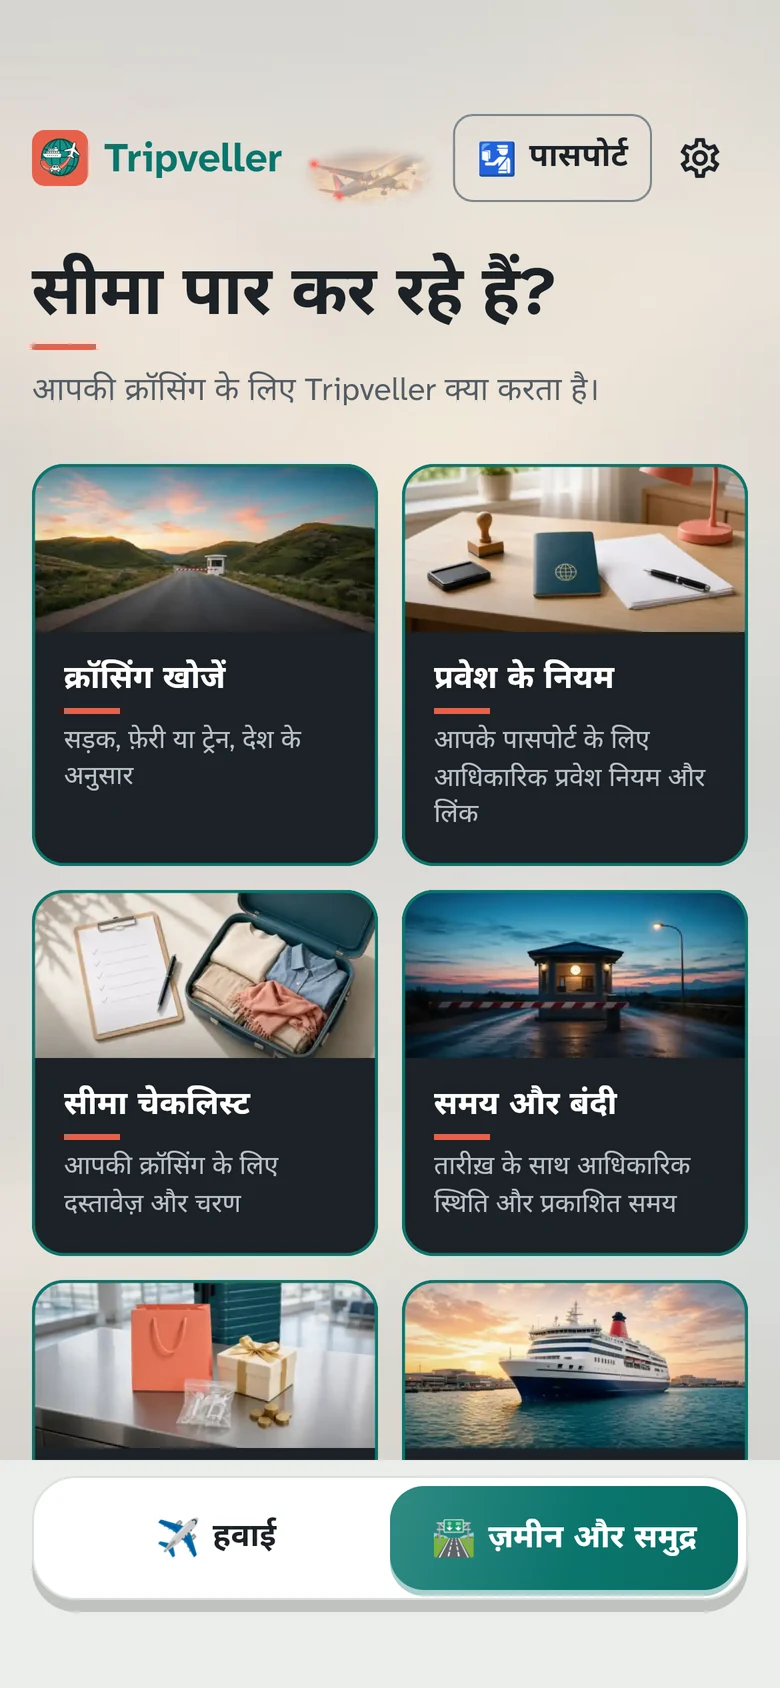 Tripveller
पासपोर्ट
सीमा पार कर रहे हैं?
आपकी क्रॉसिंग के लिए Tripveller क्या करता है।
क्रॉसिंग खोजें
सड़क, फ़ेरी या ट्रेन, देश के
अनुसार
प्रवेश के नियम
आपके पासपोर्ट के लिए
आधिकारिक प्रवेश नियम और
लिंक
सीमा चेकलिस्ट
आपकी क्रॉसिंग के लिए
दस्तावेज़ और चरण
समय और बंदी
तारीख़ के साथ आधिकारिक
स्थिति और प्रकाशित समय
हवाई
ज़मीन और समुद्र